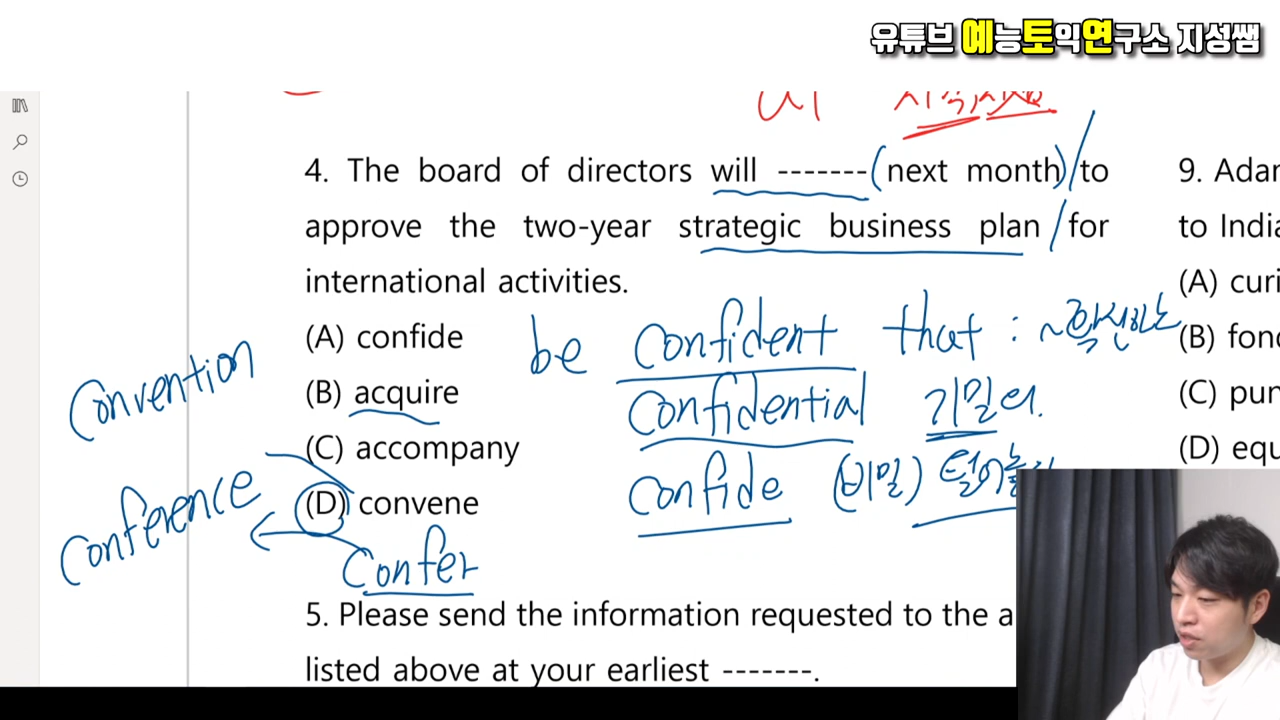 유튜브 예능토익연구소 지성쌤
4. The board of directors will -------(next month)/to
approve the two-year strategic business plan/for
international activities.
(A) confide
(B) acquire
(C) accompany
(D) convene
be confident that : ~확신하는
confidential 기밀의.
confide (비밀) 털어놓
convention
conference
confer
5. Please send the information requested to the a
listed above at your earliest -------.
9. Adar
to India
(A) curi
(B) fond
(C) pun
(D) equ